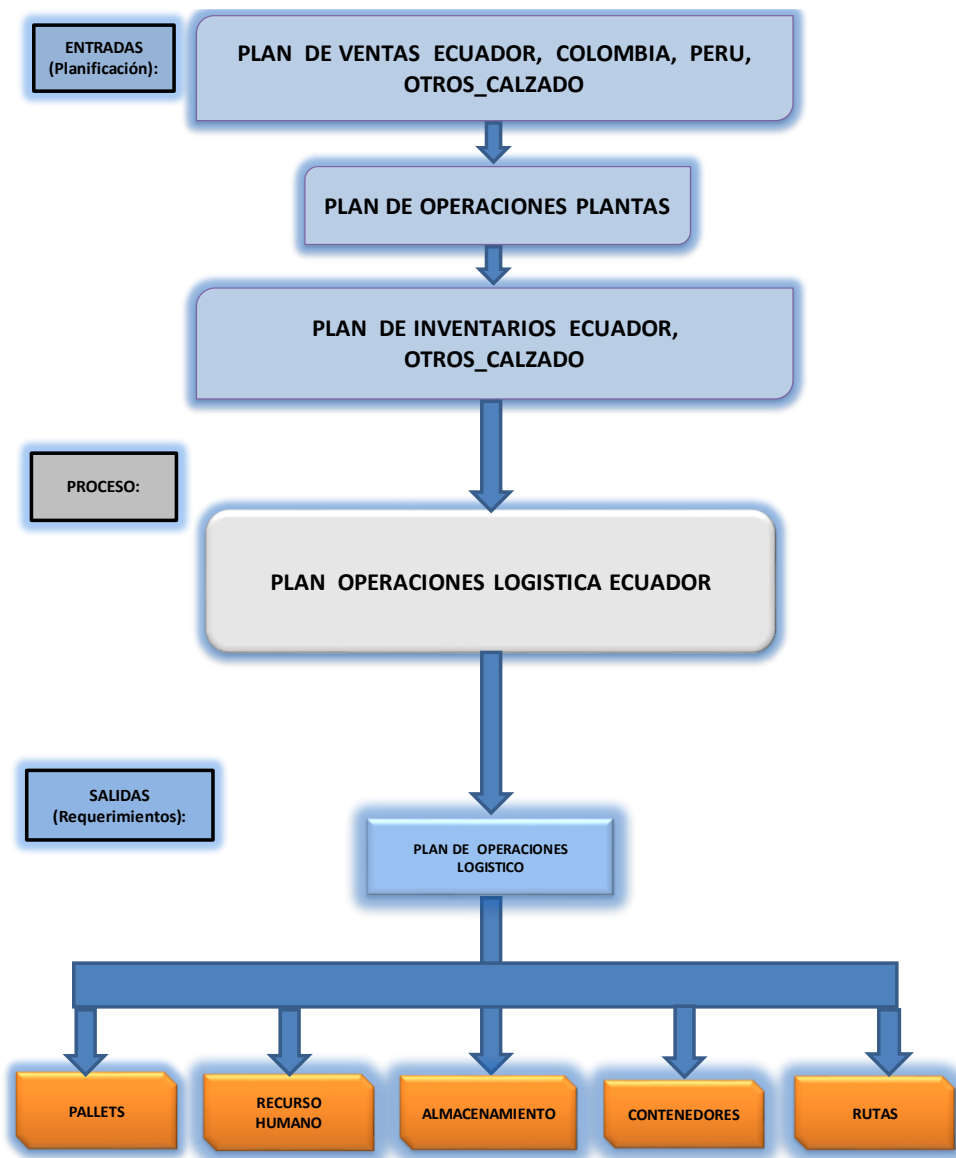 ENTRADAS
(Planificación):
PLAN DE VENTAS ECUADOR, COLOMBIA, PERU,
OTROS_CALZADO
PLAN DE OPERACIONES PLANTAS
PLAN DE INVENTARIOS ECUADOR,
OTROS_CALZADO
PROCESO:
PLAN OPERACIONES LOGISTICA ECUADOR
SALIDAS
(Requerimientos):
PLAN DE OPERACIONES
LOGISTICO
PALLETS
RECURSO
HUMANO
ALMACENAMIENTO
CONTENEDORES
RUTAS